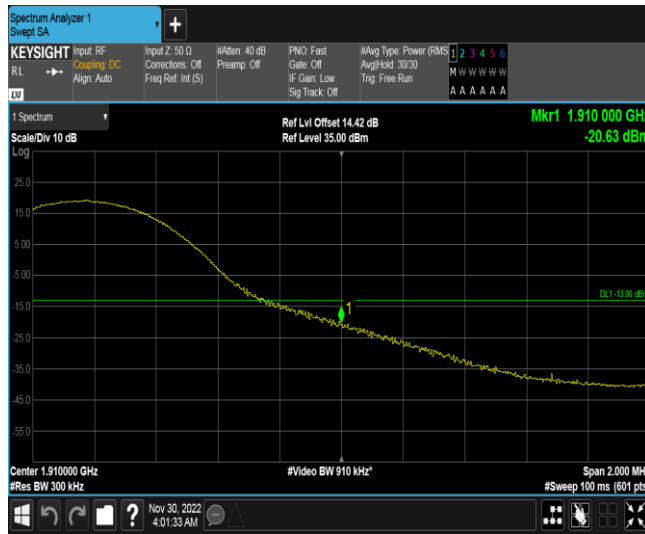 Spectrum Analyzer 1
Swept SA
+
KEYSIGHT Input: RF Input Z: 50 Ω #Atten: 40 dB PNO: Fast #Avg Type: Power (RMS 1 2 3 4 5 6
RL Coupling: DC Corrections: Off Preamp: Off Gate: Off Avg|Hold: 30/30 M W W W W W
Align: Auto Freq Ref: Int (S) IF Gain: Low Trig: Free Run
LXI Sig Track: Off A A A A A A
1 Spectrum Ref Lvl Offset 14.42 dB Mkr1 1.910 000 GH
Scale/Div 10 dB Ref Level 35.00 dBm -20.63 dBm
Log
25.0
15.0
5.00
-5.00
DL1 -13.00 dB
-15.0
1
-25.0
-35.0
-45.0
-55.0
Center 1.910000 GHz #Video BW 910 kHz* Span 2.000 MH
#Res BW 300 kHz #Sweep 100 ms (601 pts
? Nov 30, 2022
4:01:33 AM